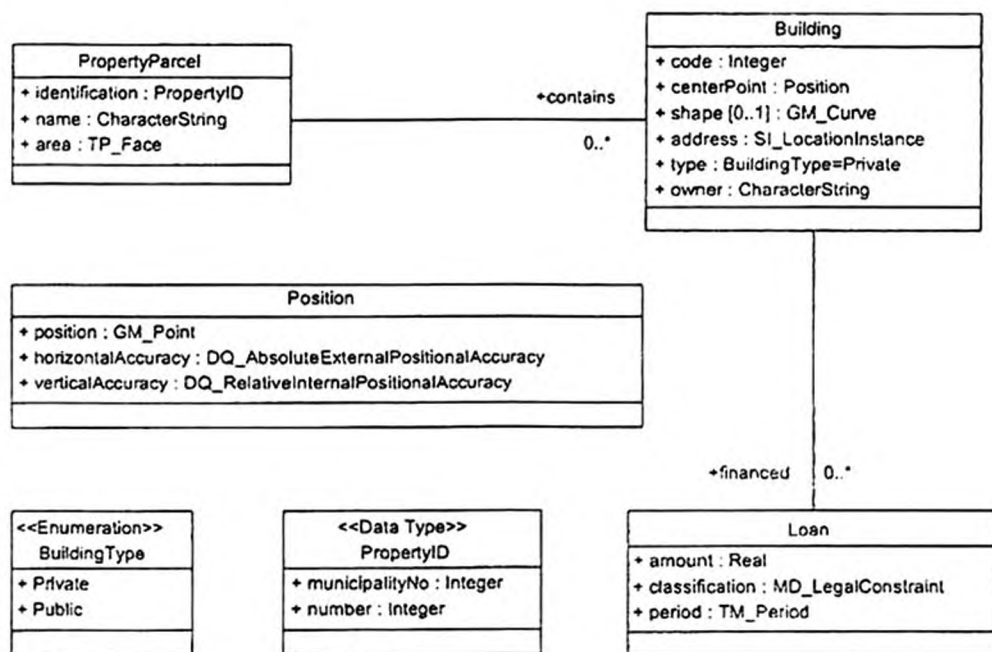 PropertyParcel
+ identification : PropertyID
+ name : CharacterString
+ area : TP_Face
+contains
0..*
Building
+ code : Integer
+ centerPoint : Position
+ shape [0..1] : GM_Curve
+ address : SI_LocationInstance
+ type : BuildingType=Private
+ owner : CharacterString
Position
+ position : GM_Point
+ horizontalAccuracy : DQ_AbsoluteExternalPositionalAccuracy
+ verticalAccuracy : DQ_RelativeInternalPositionalAccuracy
+financed
0..*
<<Enumeration>>
BuildingType
+ Private
+ Public
<<Data Type>>
PropertyID
+ municipalityNo : Integer
+ number : Integer
Loan
+ amount : Real
+ classification : MD_LegalConstraint
+ period : TM_Period